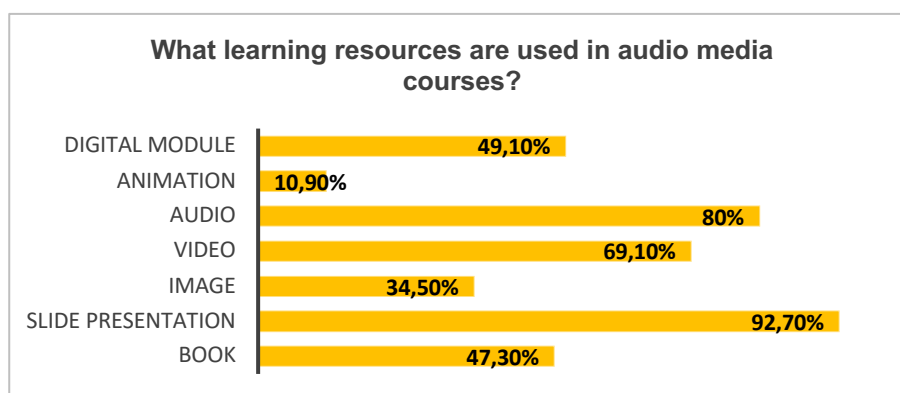 What learning resources are used in audio media
courses?
DIGITAL MODULE 49,10%
ANIMATION 10,90%
AUDIO 80%
VIDEO 69,10%
IMAGE 34,50%
SLIDE PRESENTATION 92,70%
BOOK 47,30%